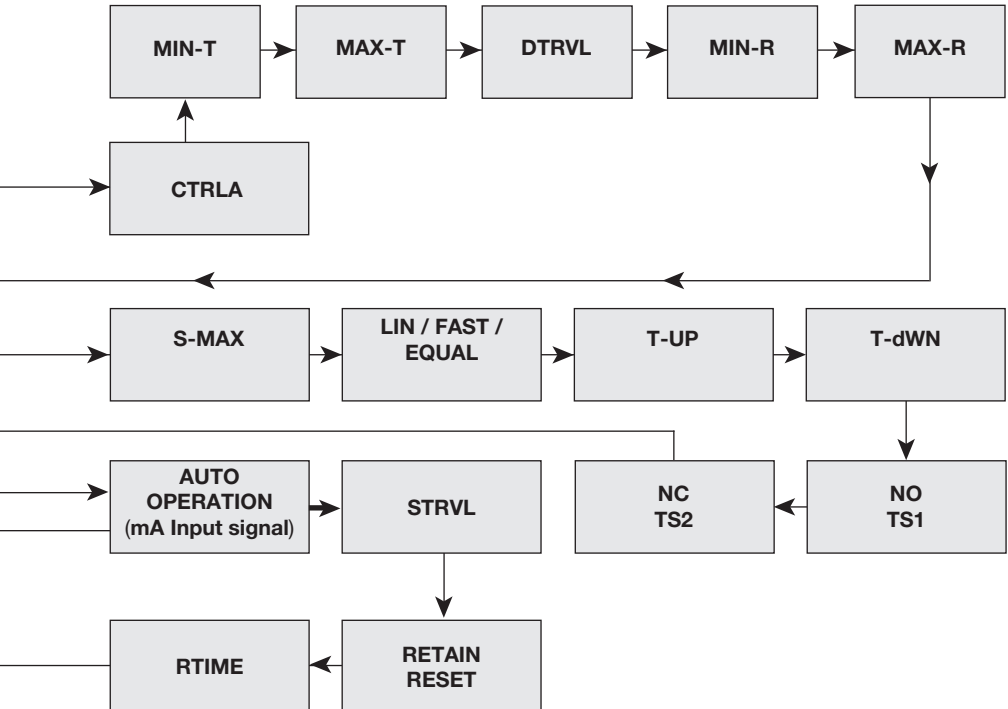 MIN-T
MAX-T
DTRVL
MIN-R
MAX-R
CTRLA
S-MAX
LIN / FAST /
EQUAL
T-UP
T-dWN
AUTO
OPERATION
(mA Input signal)
STRVL
NC
TS2
NO
TS1
RTIME
RETAIN
RESET